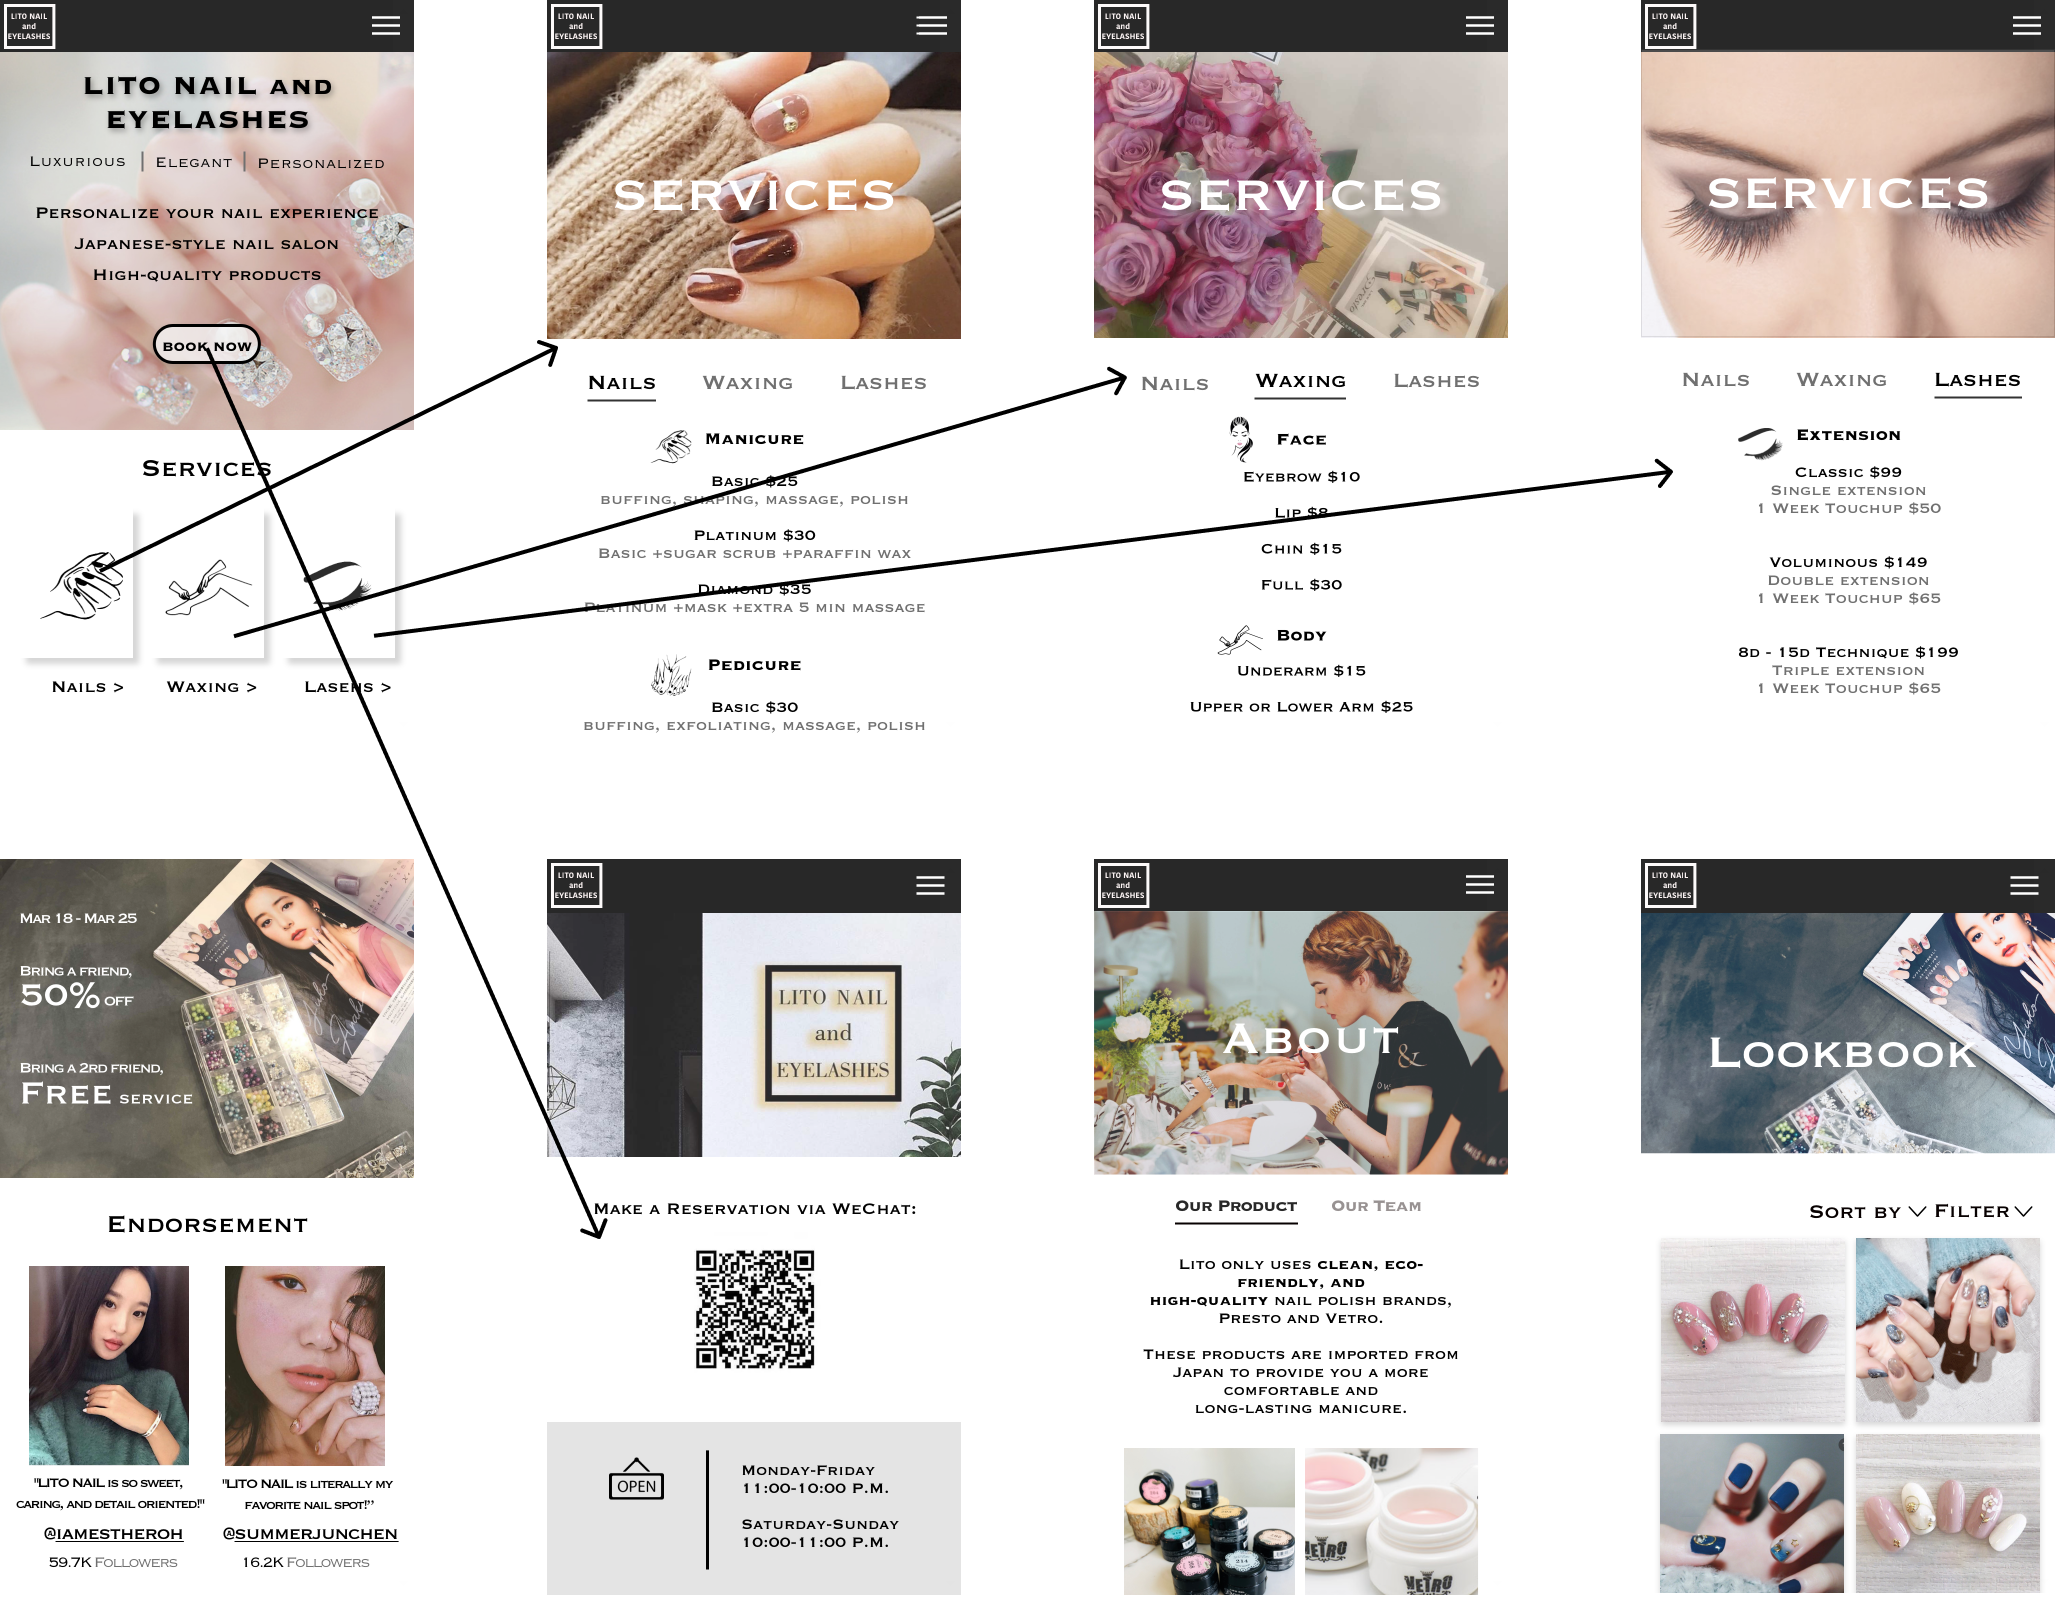 LITO NAIL
and
EYELASHES
LITO NAIL AND
EYELASHES
LUXURIOUS | ELEGANT | PERSONALIZED
PERSONALIZE YOUR NAIL EXPERIENCE
JAPANESE-STYLE NAIL SALON
HIGH-QUALITY PRODUCTS
BOOK NOW
SERVICES
NAILS >
WAXING >
LASEHS >
LITO NAIL
and
EYELASHES
SERVICES
NAILS
WAXING
LASHES
MANICURE
BASIC $25
BUFFING, SHAPING, MASSAGE, POLISH
PLATINUM $30
BASIC +SUGAR SCRUB +PARAFFIN WAX
DIAMOND $35
PLATINUM +MASK +EXTRA 5 MIN MASSAGE
PEDICURE
BASIC $30
BUFFING, EXFOLIATING, MASSAGE, POLISH
LITO NAIL
and
EYELASHES
SERVICES
NAILS
WAXING
LASHES
FACE
EYEBROW $10
LIP $8
CHIN $15
FULL $30
BODY
UNDERARM $15
UPPER OR LOWER ARM $25
LITO NAIL
and
EYELASHES
SERVICES
NAILS
WAXING
LASHES
EXTENSION
CLASSIC $99
SINGLE EXTENSION
1 WEEK TOUCHUP $50
VOLUMINOUS $149
DOUBLE EXTENSION
1 WEEK TOUCHUP $65
8D - 15D TECHNIQUE $199
TRIPLE EXTENSION
1 WEEK TOUCHUP $65
MAR 18 - MAR 25
BRING A FRIEND,
50% OFF
BRING A 2RD FRIEND,
FREE SERVICE
ENDORSEMENT
"LITO NAIL IS SO SWEET,
CARING, AND DETAIL ORIENTED!"
@IAMESTHEROH
59.7K FOLLOWERS
"LITO NAIL IS LITERALLY MY
FAVORITE NAIL SPOT!”
@SUMMERJUNCHEN
16.2K FOLLOWERS
LITO NAIL
and
EYELASHES
LITO NAIL
and
EYELASHES
MAKE A RESERVATION VIA WECHAT:
OPEN
MONDAY-FRIDAY
11:00-10:00 P.M.
SATURDAY-SUNDAY
10:00-11:00 P.M.
LITO NAIL
and
EYELASHES
ABOUT
&
OUR PRODUCT
OUR TEAM
LITO ONLY USES CLEAN, ECO-
FRIENDLY, AND
HIGH-QUALITY NAIL POLISH BRANDS,
PRESTO AND VETRO.
THESE PRODUCTS ARE IMPORTED FROM
JAPAN TO PROVIDE YOU A MORE
COMFORTABLE AND
LONG-LASTING MANICURE.
214
VETRO
VETRO
LITO NAIL
and
EYELASHES
LOOKBOOK
SORT BY
FILTER